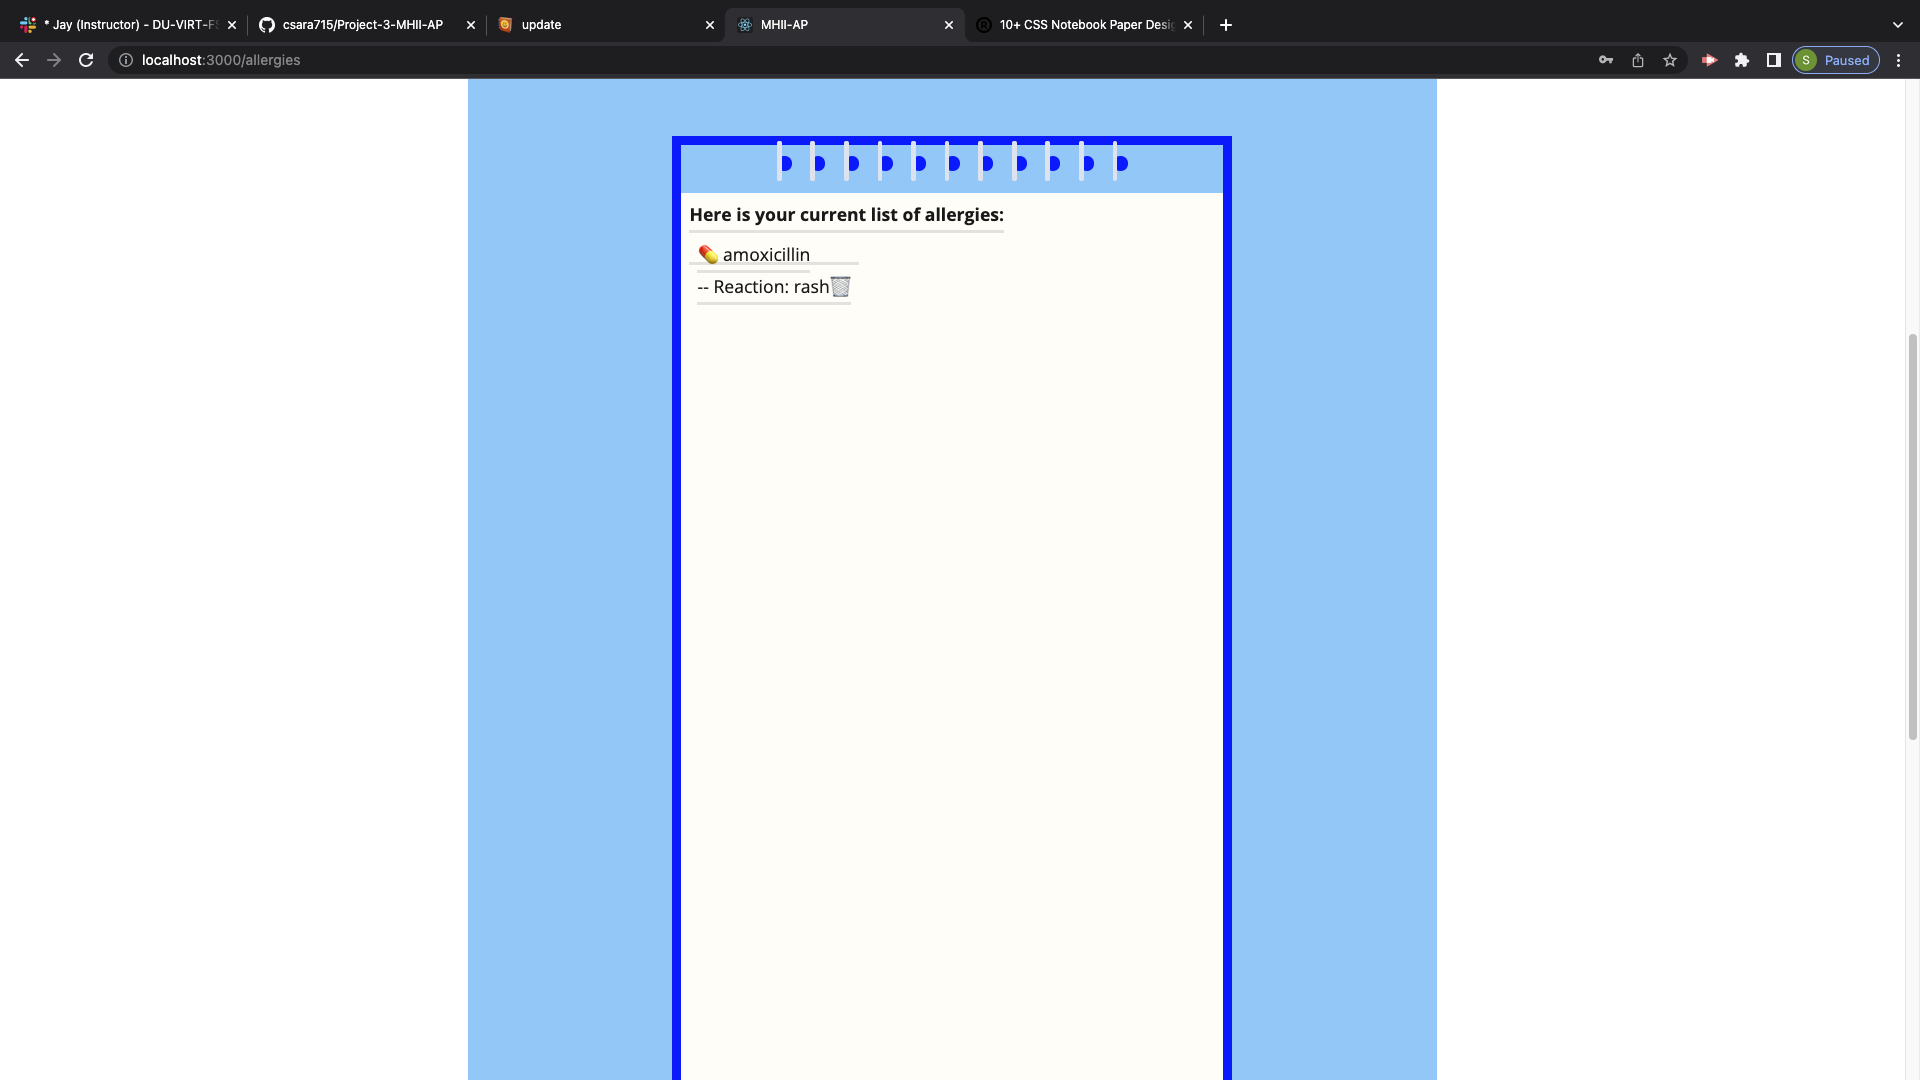 * Jay (Instructor) - DU-VIRT-FS
csara715/Project-3-MHII-AP
update
MHII-AP
10+ CSS Notebook Paper Desi
localhost:3000/allergies
S
Paused
Here is your current list of allergies:
💊 amoxicillin
-- Reaction: rash🗑️